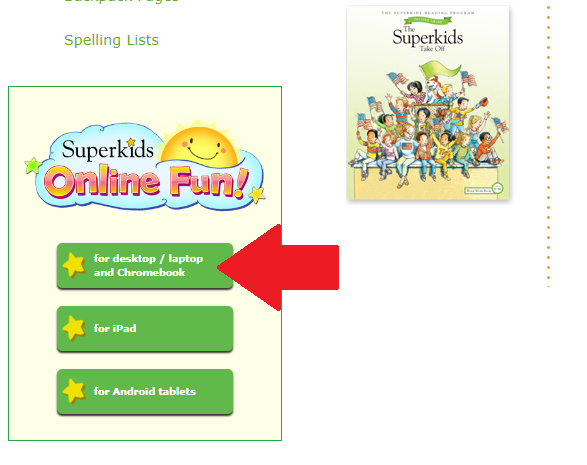 Backpack Pages
Spelling Lists
THE SUPERKIDS READING PROGRAM
The
Superkids
Take Off
Superkids
Online Fun!
for desktop / laptop
and Chromebook
for iPad
for Android tablets